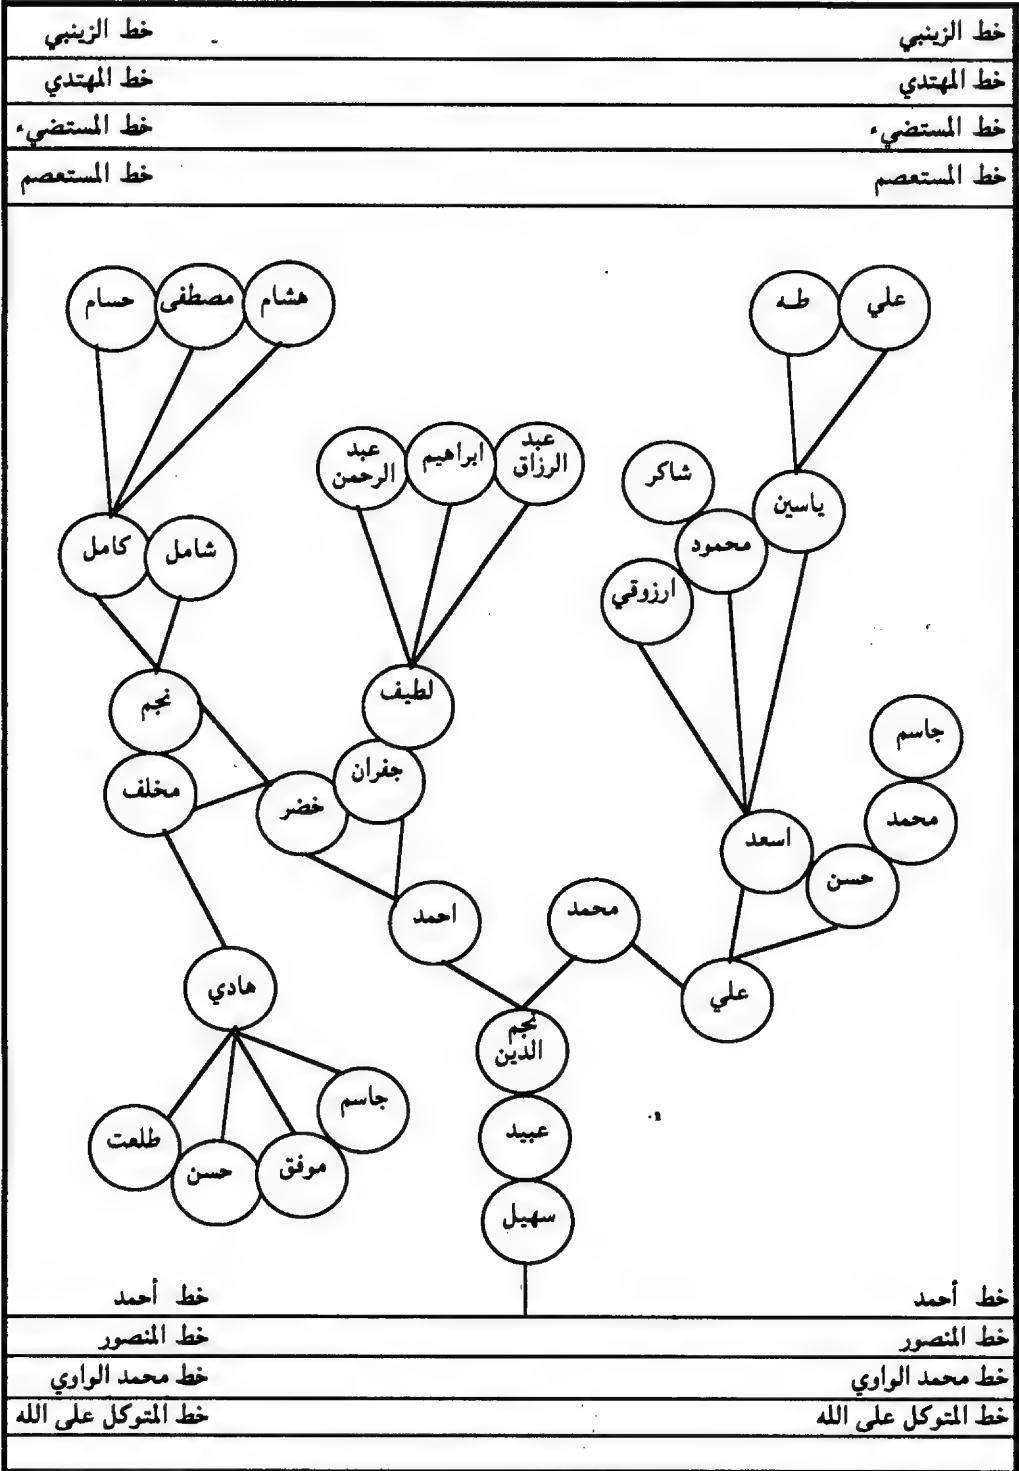 خط الزينبي
خط الزينبي
خط المهتدي
خط المهتدي
خط المستضيء
خط المستضيء
خط المستعصم
خط المستعصم
علي
طه
هشام
مصطفى
حسام
عبد
الرزاق
ابراهيم
عبد
الرحمن
شاكر
ياسين
محمود
ارزوقي
شامل
كامل
لطيف
نجم
جاسم
جفران
خضر
مخلف
محمد
اسعد
حسن
محمد
احمد
علي
هادي
نجم
الدين
جاسم
عبيد
موفق
حسن
طلعت
سهيل
خط أحمد
خط أحمد
خط المنصور
خط المنصور
خط محمد الواوي
خط محمد الواوي
خط المتوكل على الله
خط المتوكل على الله